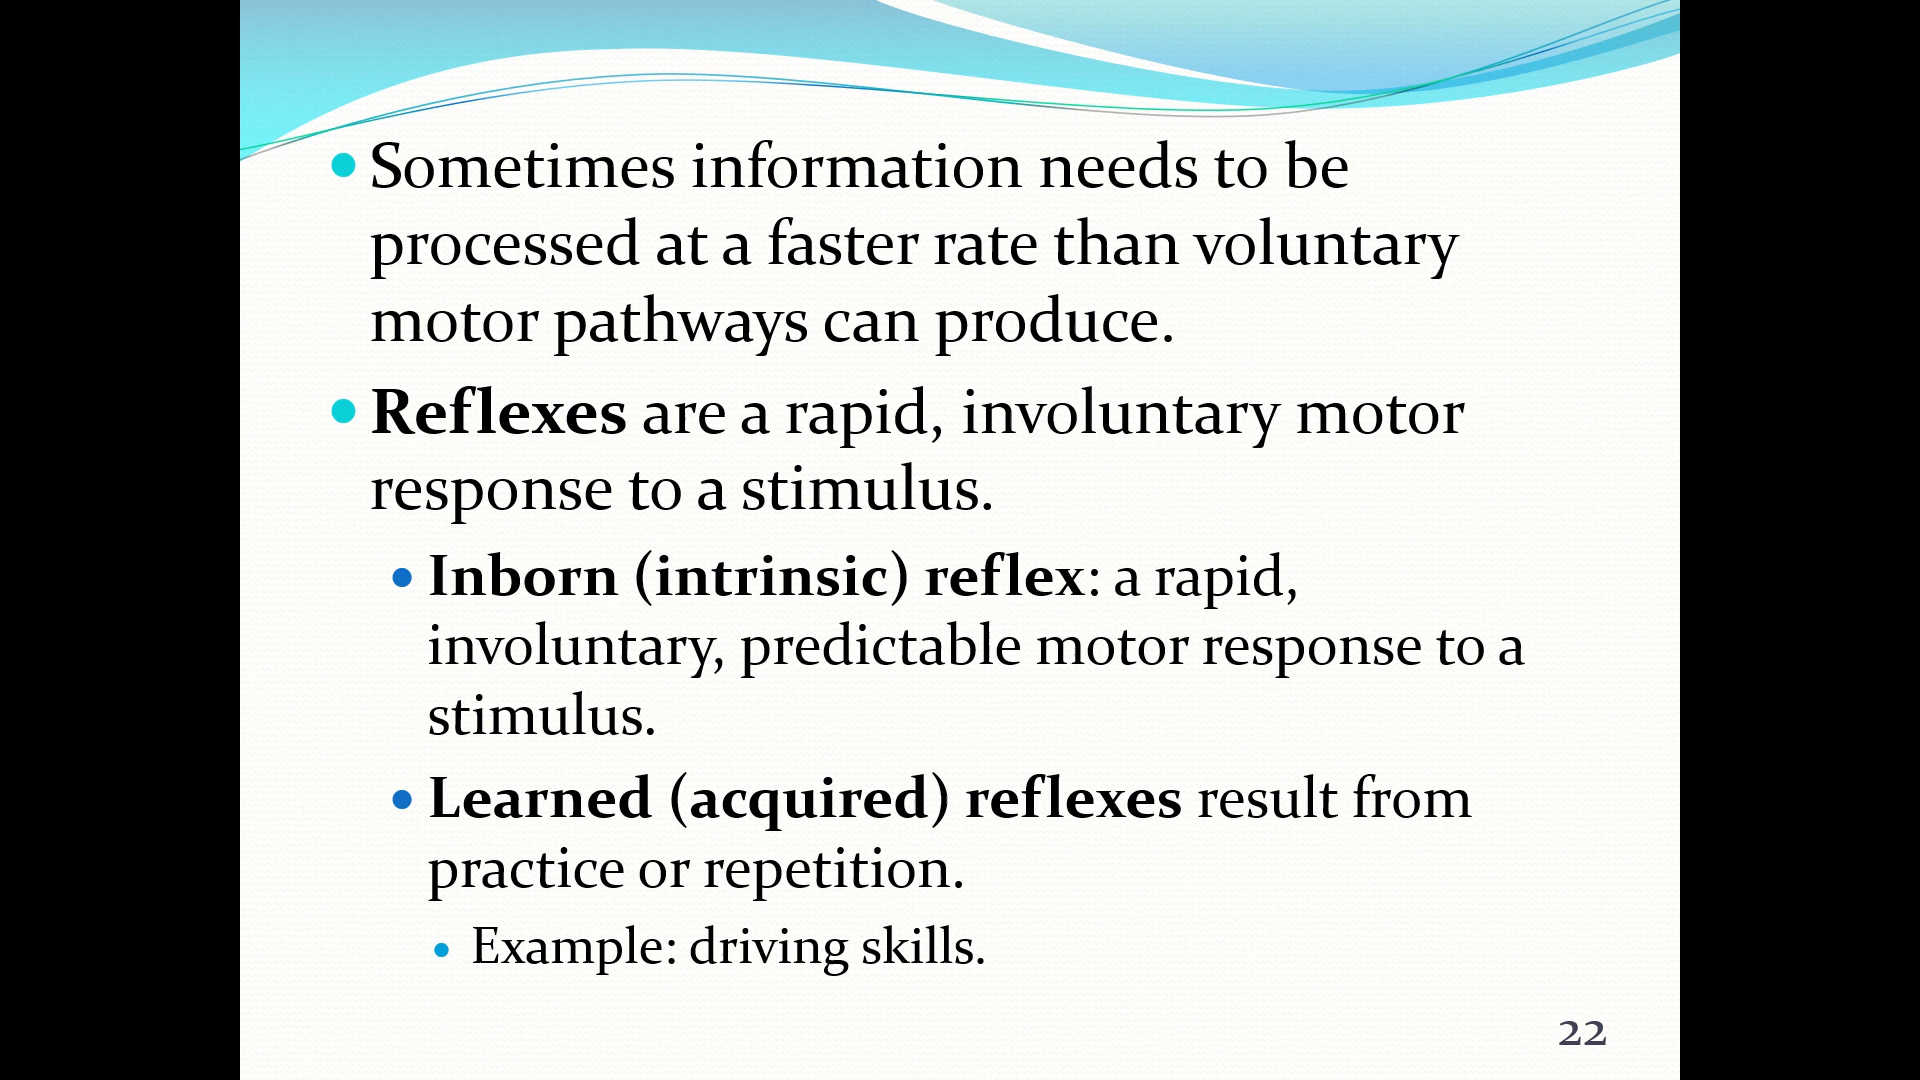 Sometimes information needs to be
processed at a faster rate than voluntary
motor pathways can produce.
Reflexes are a rapid, involuntary motor
response to a stimulus.
Inborn (intrinsic) reflex: a rapid,
involuntary, predictable motor response to a
stimulus.
Learned (acquired) reflexes result from
practice or repetition.
Example: driving skills.
22